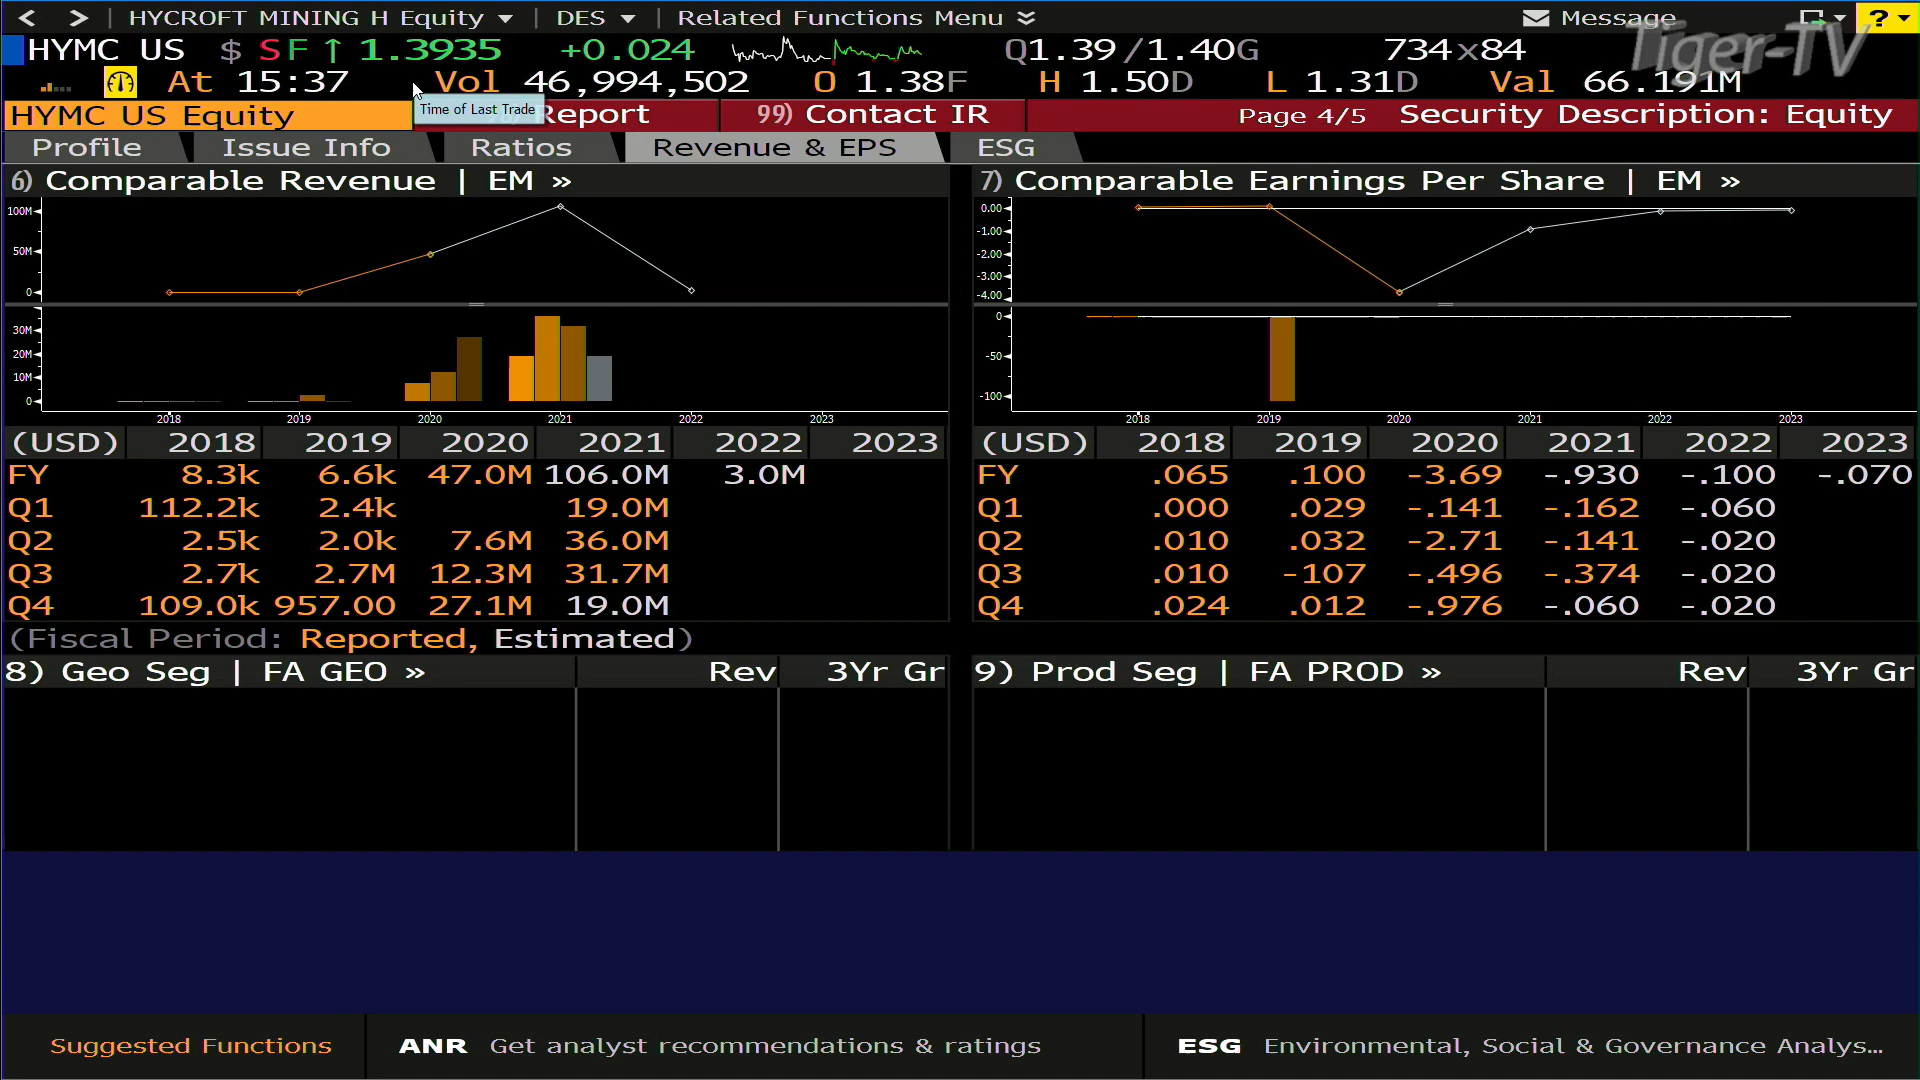 HYCROFT MINING H Equity DES Related Functions Menu Message ?
Tiger-TV
HYMC US $ SF ↑ 1.3935 +0.024 Q1.39/1.40G 734x84
At 15:37 Vol 46,994,502 O 1.38F H 1.50D L 1.31D Val 66.191M
Time of Last Trade
HYMC US Equity Report 99) Contact IR Page 4/5 Security Description: Equity
Profile Issue Info Ratios Revenue & EPS ESG
6) Comparable Revenue | EM »
100M
50M
0
30M
20M
10M
0
2018 2019 2020 2021 2022 2023
(USD) 2018 2019 2020 2021 2022 2023
FY 8.3k 6.6k 47.0M 106.0M 3.0M
Q1 112.2k 2.4k 19.0M
Q2 2.5k 2.0k 7.6M 36.0M
Q3 2.7k 2.7M 12.3M 31.7M
Q4 109.0k 957.00 27.1M 19.0M
7) Comparable Earnings Per Share | EM »
0.00
-1.00
-2.00
-3.00
-4.00
0
-50
-100
2018 2019 2020 2021 2022 2023
(USD) 2018 2019 2020 2021 2022 2023
FY .065 .100 -3.69 -.930 -.100 -.070
Q1 .000 .029 -.141 -.162 -.060
Q2 .010 .032 -2.71 -.141 -.020
Q3 .010 -107 -.496 -.374 -.020
Q4 .024 .012 -.976 -.060 -.020
(Fiscal Period: Reported, Estimated)
8) Geo Seg | FA GEO » Rev 3Yr Gr
9) Prod Seg | FA PROD » Rev 3Yr Gr
Suggested Functions ANR Get analyst recommendations & ratings ESG Environmental, Social & Governance Analys...